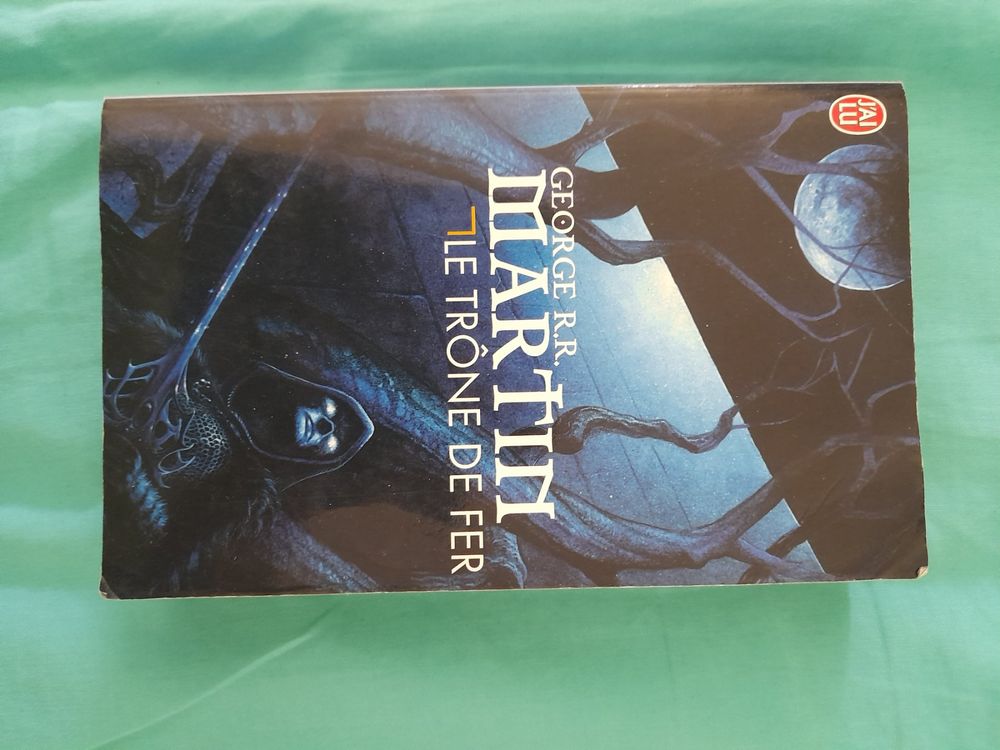 J'AI
LU
GEORGE R.R.
MARTIN
1 LE TRÔNE DE FER